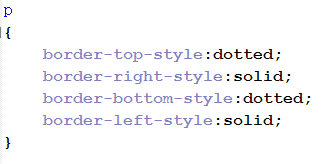 p
{
border-top-style:dotted;
border-right-style:solid;
border-bottom-style:dotted;
border-left-style:solid;
}